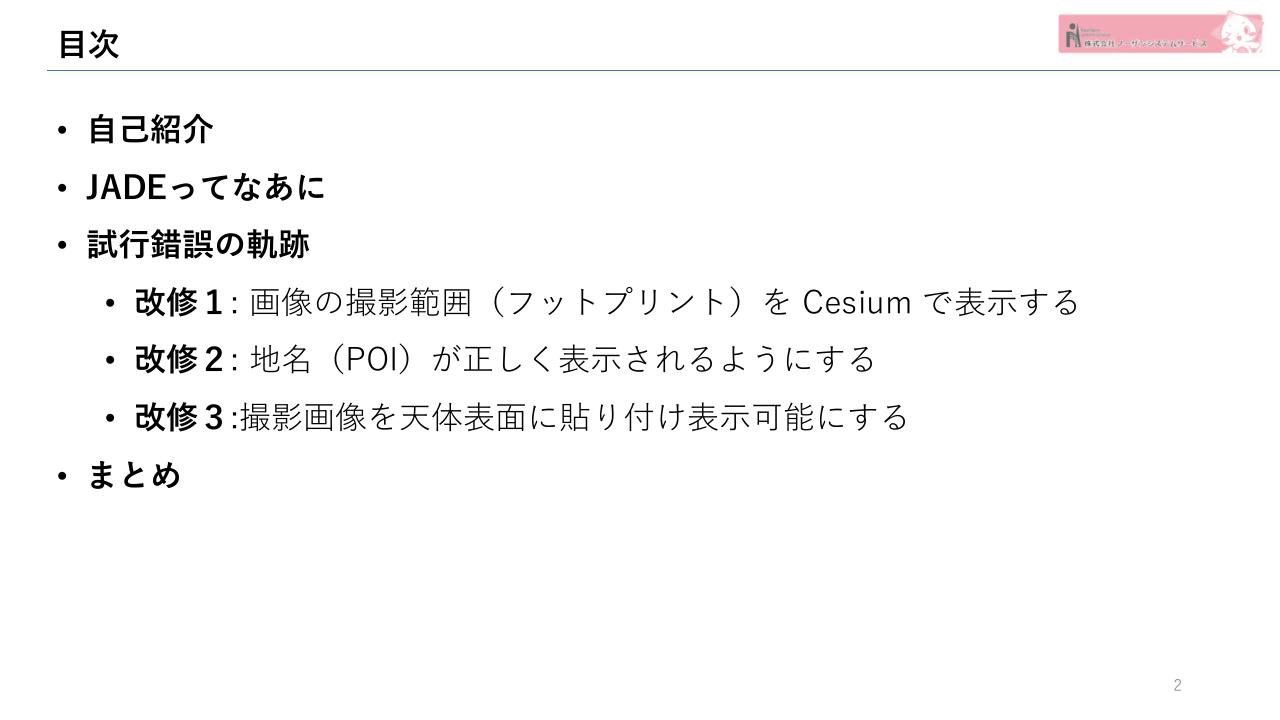 目次
株式会社 ノーザンシステムサービス
• 自己紹介
• JADEってなあに
• 試行錯誤の軌跡
• 改修１: 画像の撮影範囲（フットプリント）を Cesium で表示する
• 改修２: 地名（POI）が正しく表示されるようにする
• 改修３:撮影画像を天体表面に貼り付け表示可能にする
• まとめ
2